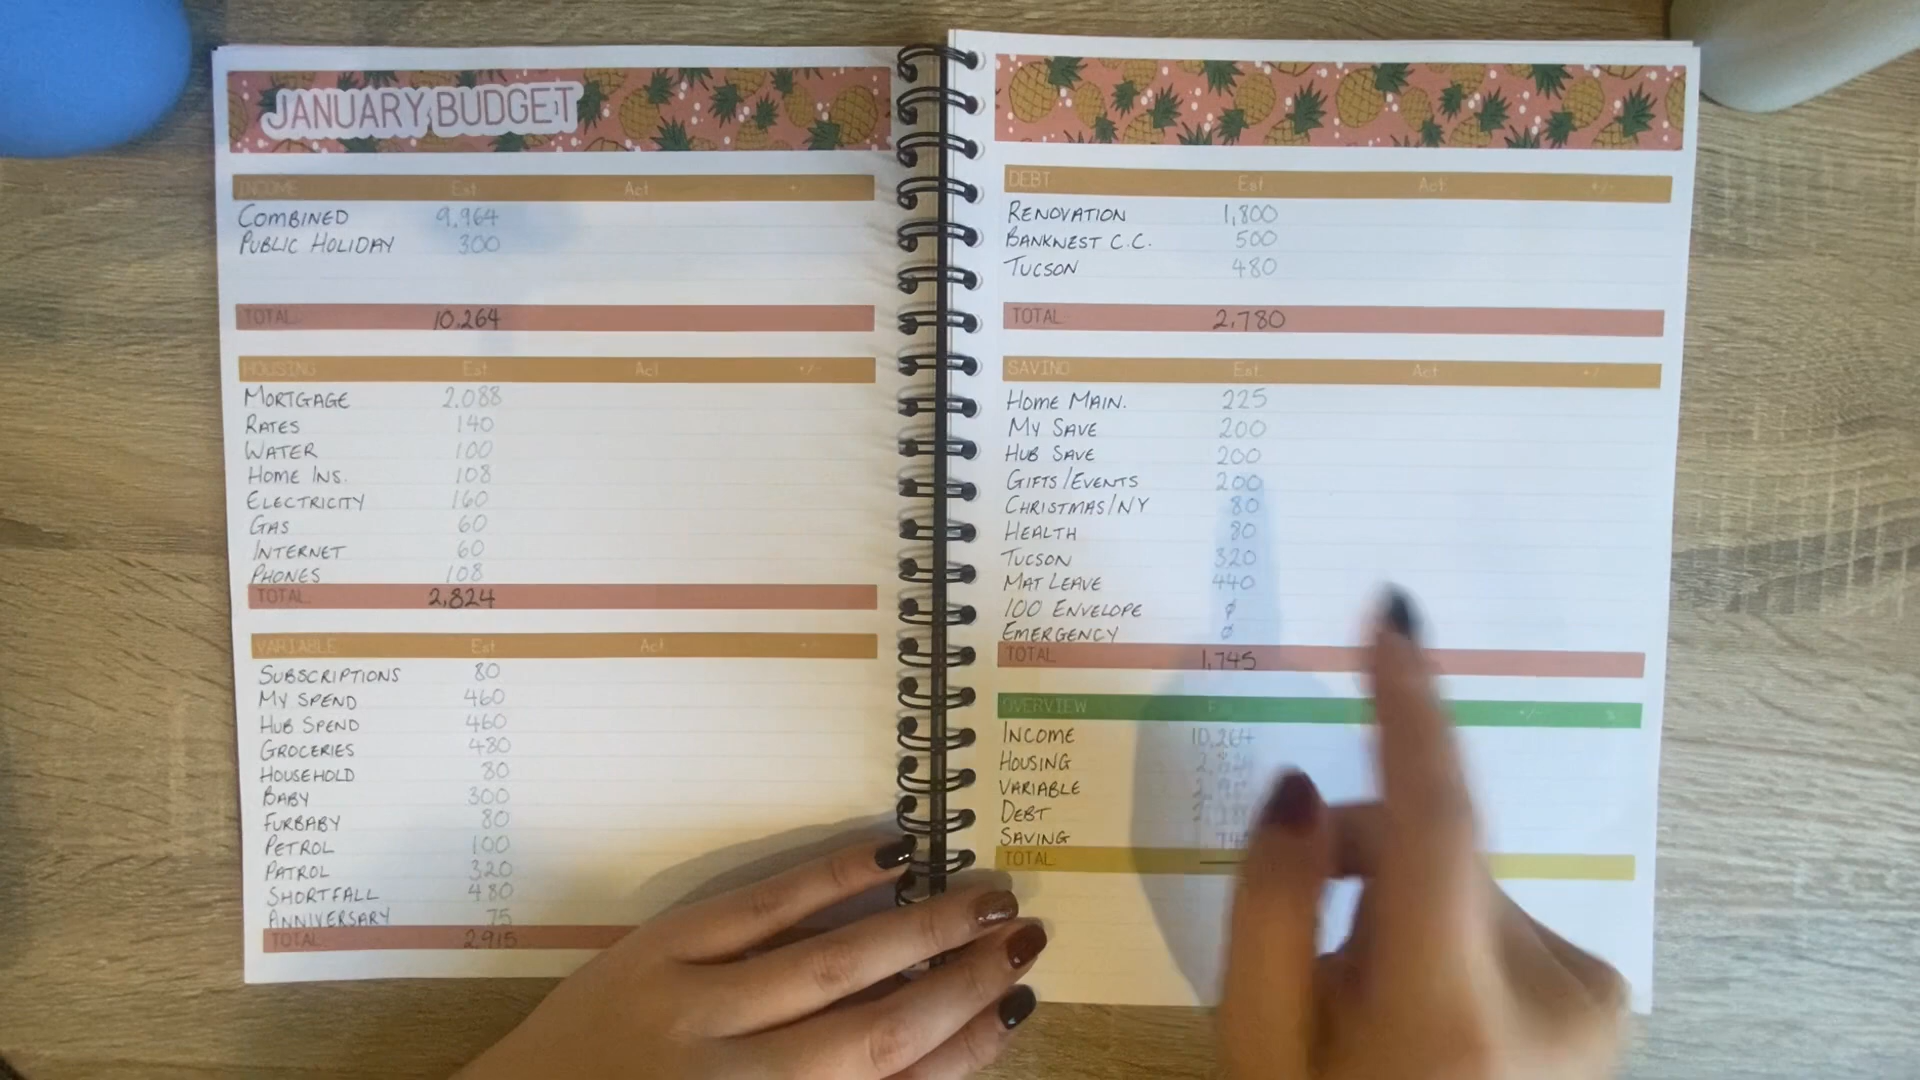 JANUARY BUDGET
INCOME Est Act +/-
COMBINED 9,964
PUBLIC HOLIDAY 300
TOTAL 10,264
HOUSING Est Act +/-
MORTGAGE 2,088
RATES 140
WATER 100
HOME INS. 108
ELECTRICITY 160
GAS 60
INTERNET 60
PHONES 108
TOTAL 2,824
VARIABLE Est Act
SUBSCRIPTIONS 80
MY SPEND 460
HUB SPEND 460
GROCERIES 480
HOUSEHOLD 80
BABY 300
FURBABY 80
PETROL 100
PATROL 320
SHORTFALL 480
ANNIVERSARY 75
TOTAL 2,915
DEBT Est Act +/-
RENOVATION 1,800
BANKNEST C.C. 500
TUCSON 480
TOTAL 2,780
SAVING Est Act +/-
HOME MAIN. 225
MY SAVE 200
HUB SAVE 200
GIFTS/EVENTS 200
CHRISTMAS/NY 80
HEALTH 80
TUCSON 320
MAT LEAVE 440
100 ENVELOPE ∅
EMERGENCY ∅
TOTAL 1,745
OVERVIEW +/-
INCOME 10,264
HOUSING
VARIABLE
DEBT
SAVING
TOTAL